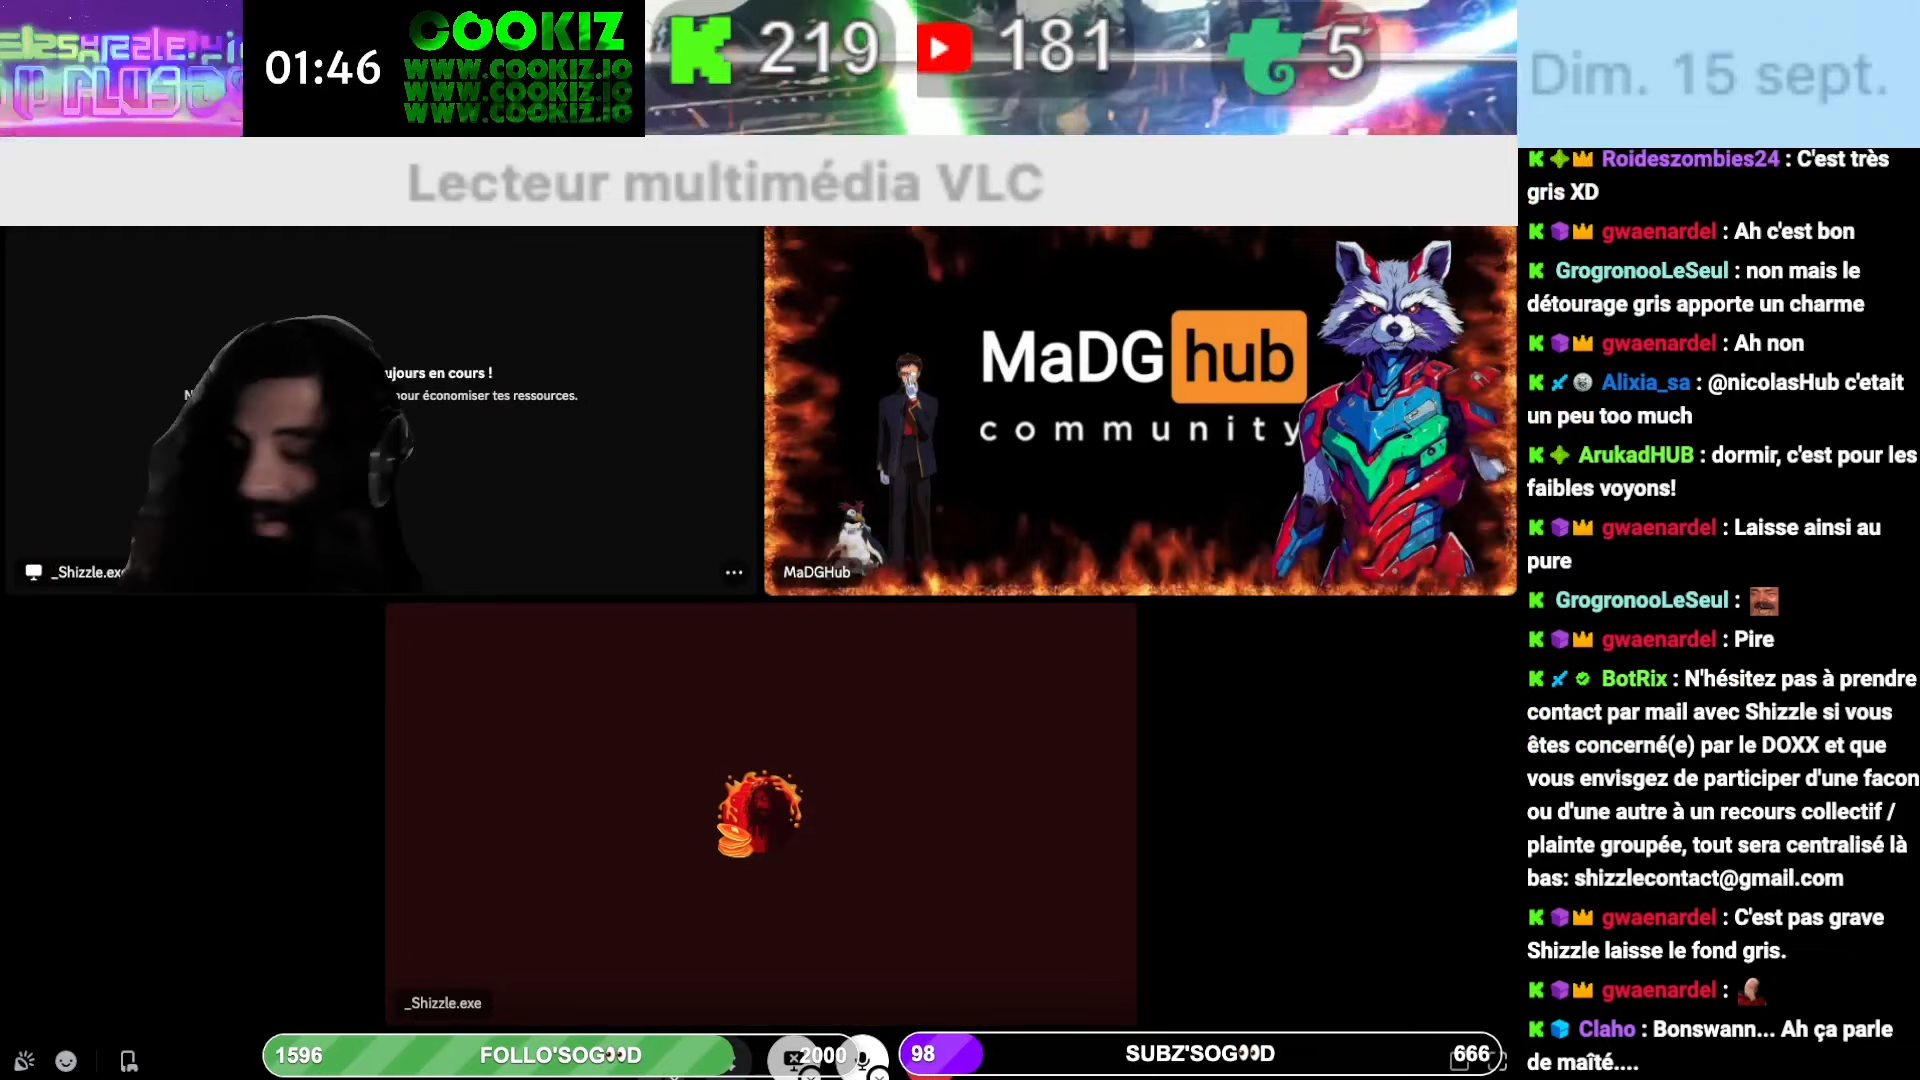 01:46
COOKIZ
WWW.COOKIZ.IO
WWW.COOKIZ.IO
WWW.COOKIZ.IO
219
181
5
Dim. 15 sept.
Lecteur multimédia VLC
ujours en cours !
pour économiser tes ressources.
_Shizzle.exe
MaDG hub
community
MaDGHub
_Shizzle.exe
1596 FOLLO'SOG👀D 2000
98 SUBZ'SOG👀D 666
Roideszombies24 : C'est très
gris XD
gwaenardel : Ah c'est bon
GrogronooLeSeul : non mais le
détourage gris apporte un charme
gwaenardel : Ah non
Alixia_sa : @nicolasHub c'etait
un peu too much
ArukadHUB : dormir, c'est pour les
faibles voyons!
gwaenardel : Laisse ainsi au
pure
GrogronooLeSeul :
gwaenardel : Pire
BotRix : N'hésitez pas à prendre
contact par mail avec Shizzle si vous
êtes concerné(e) par le DOXX et que
vous envisgez de participer d'une facon
ou d'une autre à un recours collectif /
plainte groupée, tout sera centralisé là
bas: shizzlecontact@gmail.com
gwaenardel : C'est pas grave
Shizzle laisse le fond gris.
gwaenardel :
Claho : Bonswann... Ah ça parle
de maîté....